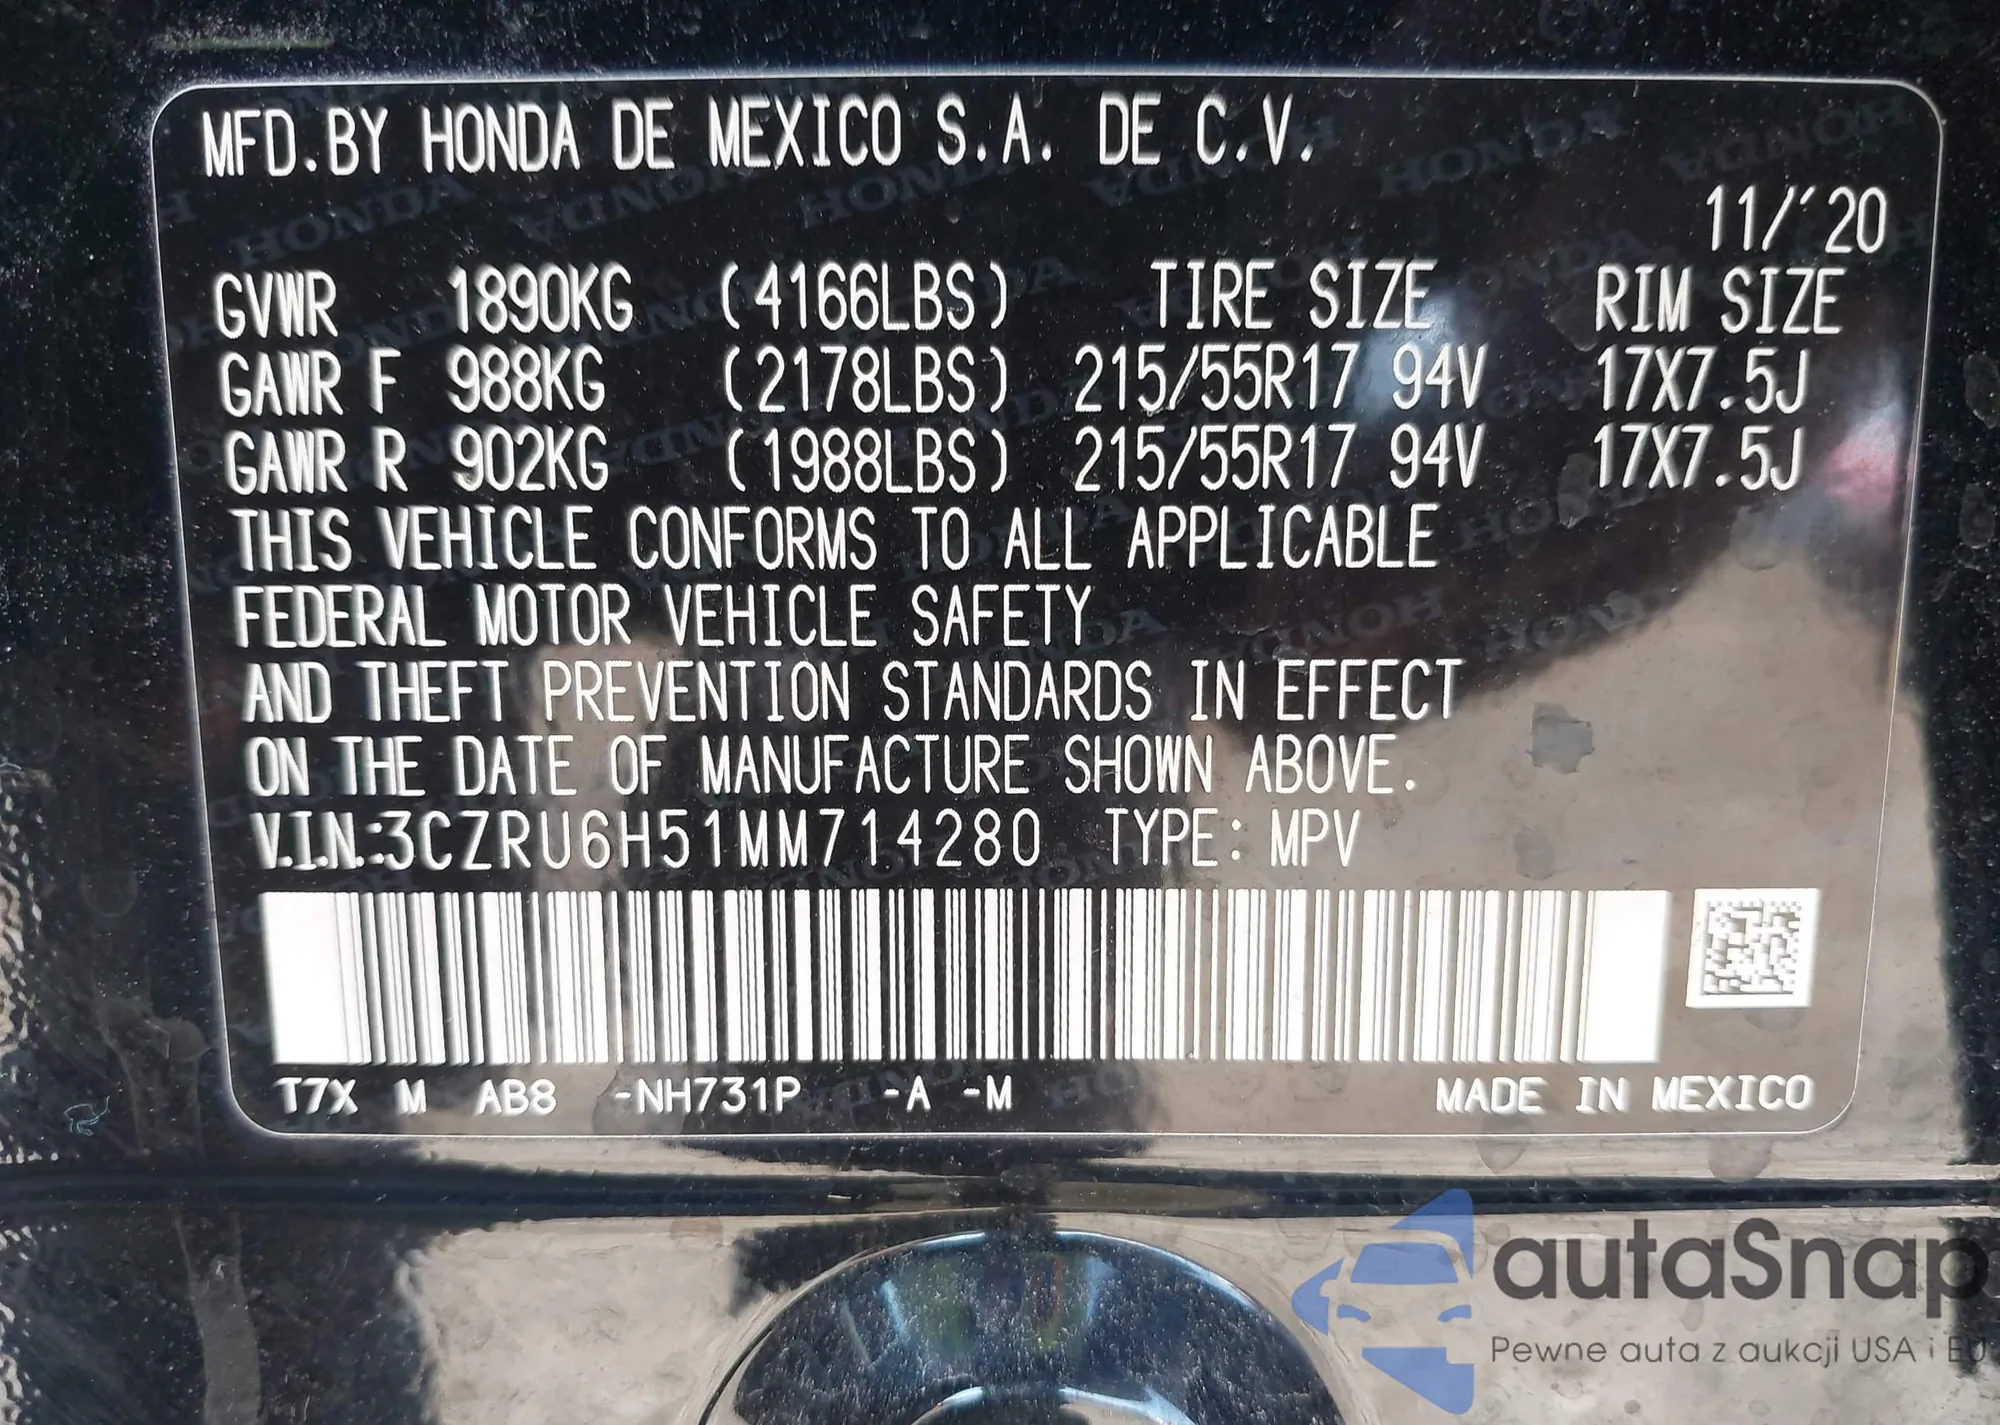 MFD.BY HONDA DE MEXICO S.A. DE C.V.
11/'20
GVWR 1890KG (4166LBS) TIRE SIZE RIM SIZE
GAWR F 988KG (2178LBS) 215/55R17 94V 17X7.5J
GAWR R 902KG (1988LBS) 215/55R17 94V 17X7.5J
THIS VEHICLE CONFORMS TO ALL APPLICABLE
FEDERAL MOTOR VEHICLE SAFETY
AND THEFT PREVENTION STANDARDS IN EFFECT
ON THE DATE OF MANUFACTURE SHOWN ABOVE.
V.I.N.:3CZRU6H51MM714280 TYPE: MPV
T7X M AB8 -NH731P -A -M MADE IN MEXICO
autaSnap
Pewne auta z aukcji USA i EU